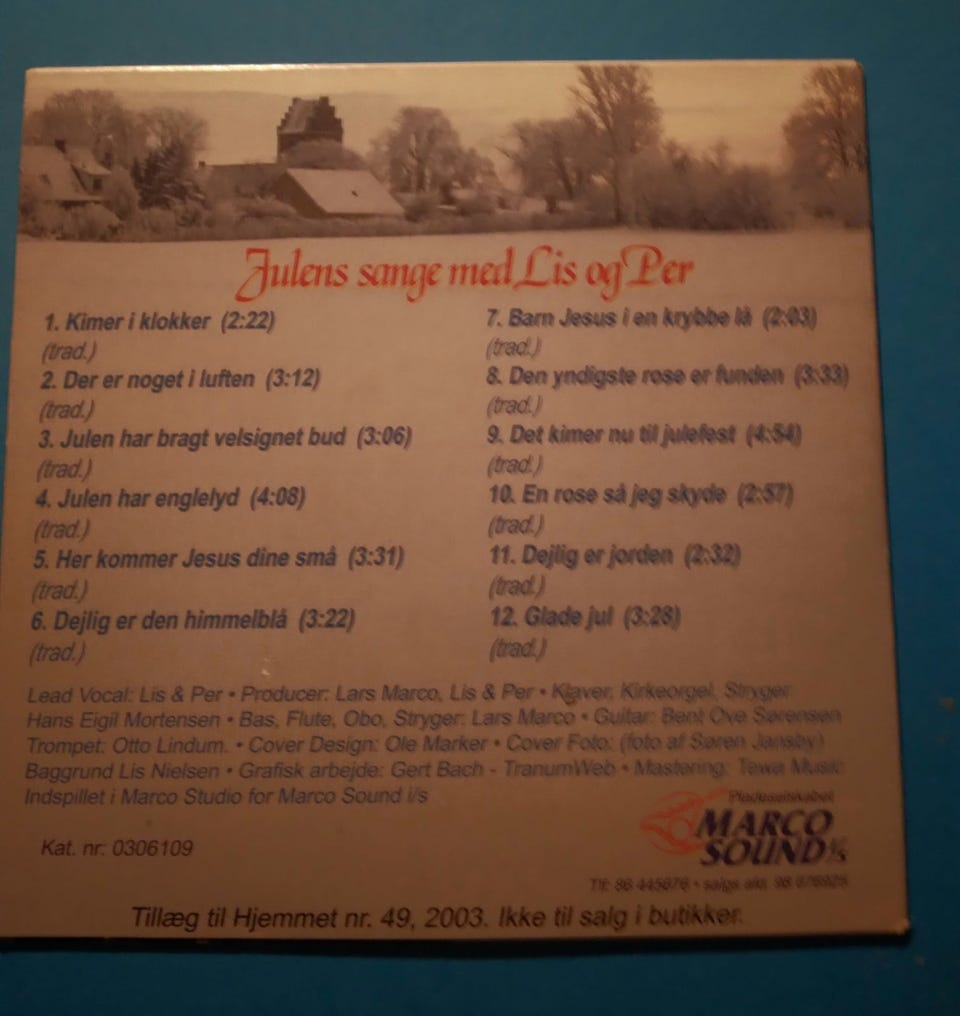 Julens sange med Lis og Per
1. Kimer i klokker (2:22)
(trad.)
2. Der er noget i luften (3:12)
(trad.)
3. Julen har bragt velsignet bud (3:06)
(trad.)
4. Julen har englelyd (4:08)
(trad.)
5. Her kommer Jesus dine små (3:31)
(trad.)
6. Dejlig er den himmelblå (3:22)
(trad.)
7. Barn Jesus i en krybbe lå (2:03)
(trad.)
8. Den yndigste rose er funden (3:33)
(trad.)
9. Det kimer nu til julefest (4:54)
(trad.)
10. En rose så jeg skyde (2:57)
(trad.)
11. Dejlig er jorden (2:32)
(trad.)
12. Glade jul (3:28)
(trad.)
Lead Vocal: Lis & Per • Producer: Lars Marco, Lis & Per • Klaver, Kirkeorgel, Stryger
Hans Eigil Mortensen • Bas, Flute, Obo, Stryger: Lars Marco • Guitar: Bent Ove Sørensen
Trompet: Otto Lindum. • Cover Design: Ole Marker • Cover Foto: (foto af Søren Jansby)
Baggrund Lis Nielsen • Grafisk arbejde: Gert Bach - TranumWeb • Mastering: Tewa Music
Indspillet i Marco Studio for Marco Sound i/s
Pladeselskabet
MARCO
SOUND I/S
Kat. nr: 0306109
Tlf: 86 445676 • salgs afd.
Tillæg til Hjemmet nr. 49, 2003. Ikke til salg i butikker.